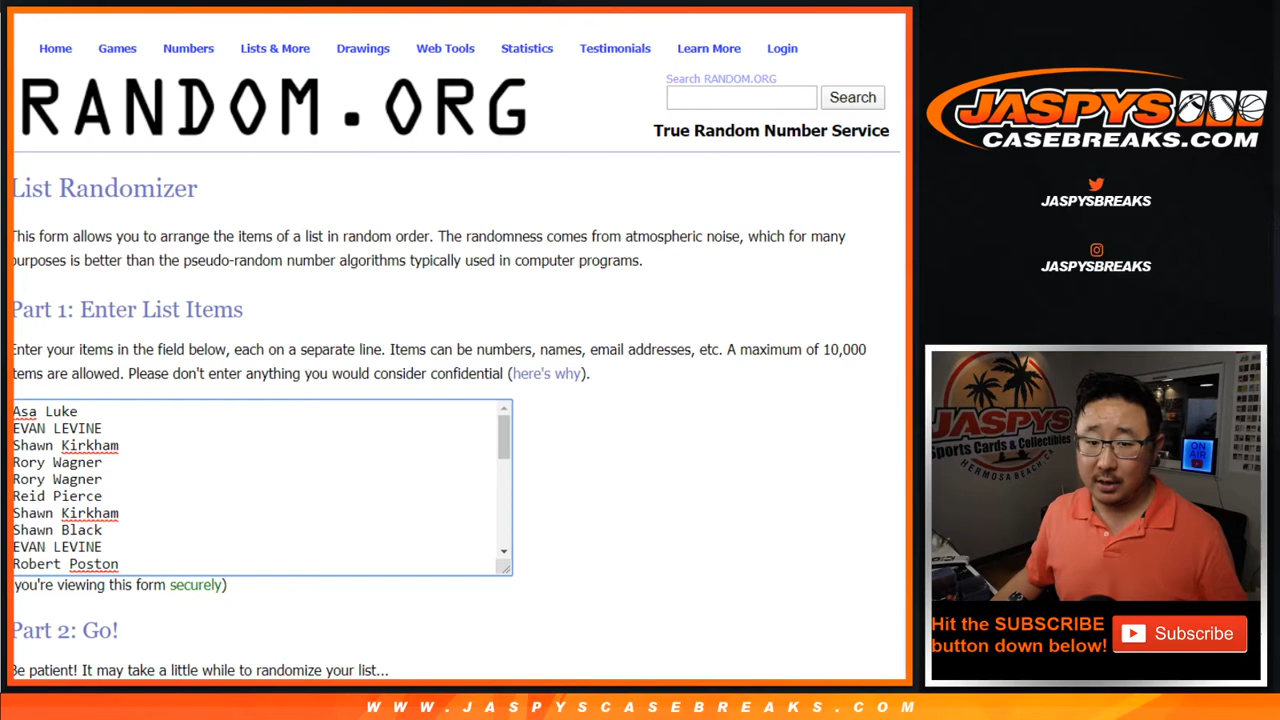 Home Games Numbers Lists & More Drawings Web Tools Statistics Testimonials Learn More Login
RANDOM.ORG
Search RANDOM.ORG
Search
True Random Number Service
List Randomizer
This form allows you to arrange the items of a list in random order. The randomness comes from atmospheric noise, which for many
purposes is better than the pseudo-random number algorithms typically used in computer programs.
Part 1: Enter List Items
Enter your items in the field below, each on a separate line. Items can be numbers, names, email addresses, etc. A maximum of 10,000
items are allowed. Please don't enter anything you would consider confidential (here's why).
Asa Luke
EVAN LEVINE
Shawn Kirkham
Rory Wagner
Rory Wagner
Reid Pierce
Shawn Kirkham
Shawn Black
EVAN LEVINE
Robert Poston
you're viewing this form securely)
Part 2: Go!
Be patient! It may take a little while to randomize your list...
JASPYS
CASEBREAKS.COM
JASPYSBREAKS
JASPYSBREAKS
JASPYS
Sports Cards & Collectibles
HERMOSA BEACH, CA
ON AIR
Hit the SUBSCRIBE
button down below!
Subscribe
WWW.JASPYSCASEBREAKS.COM